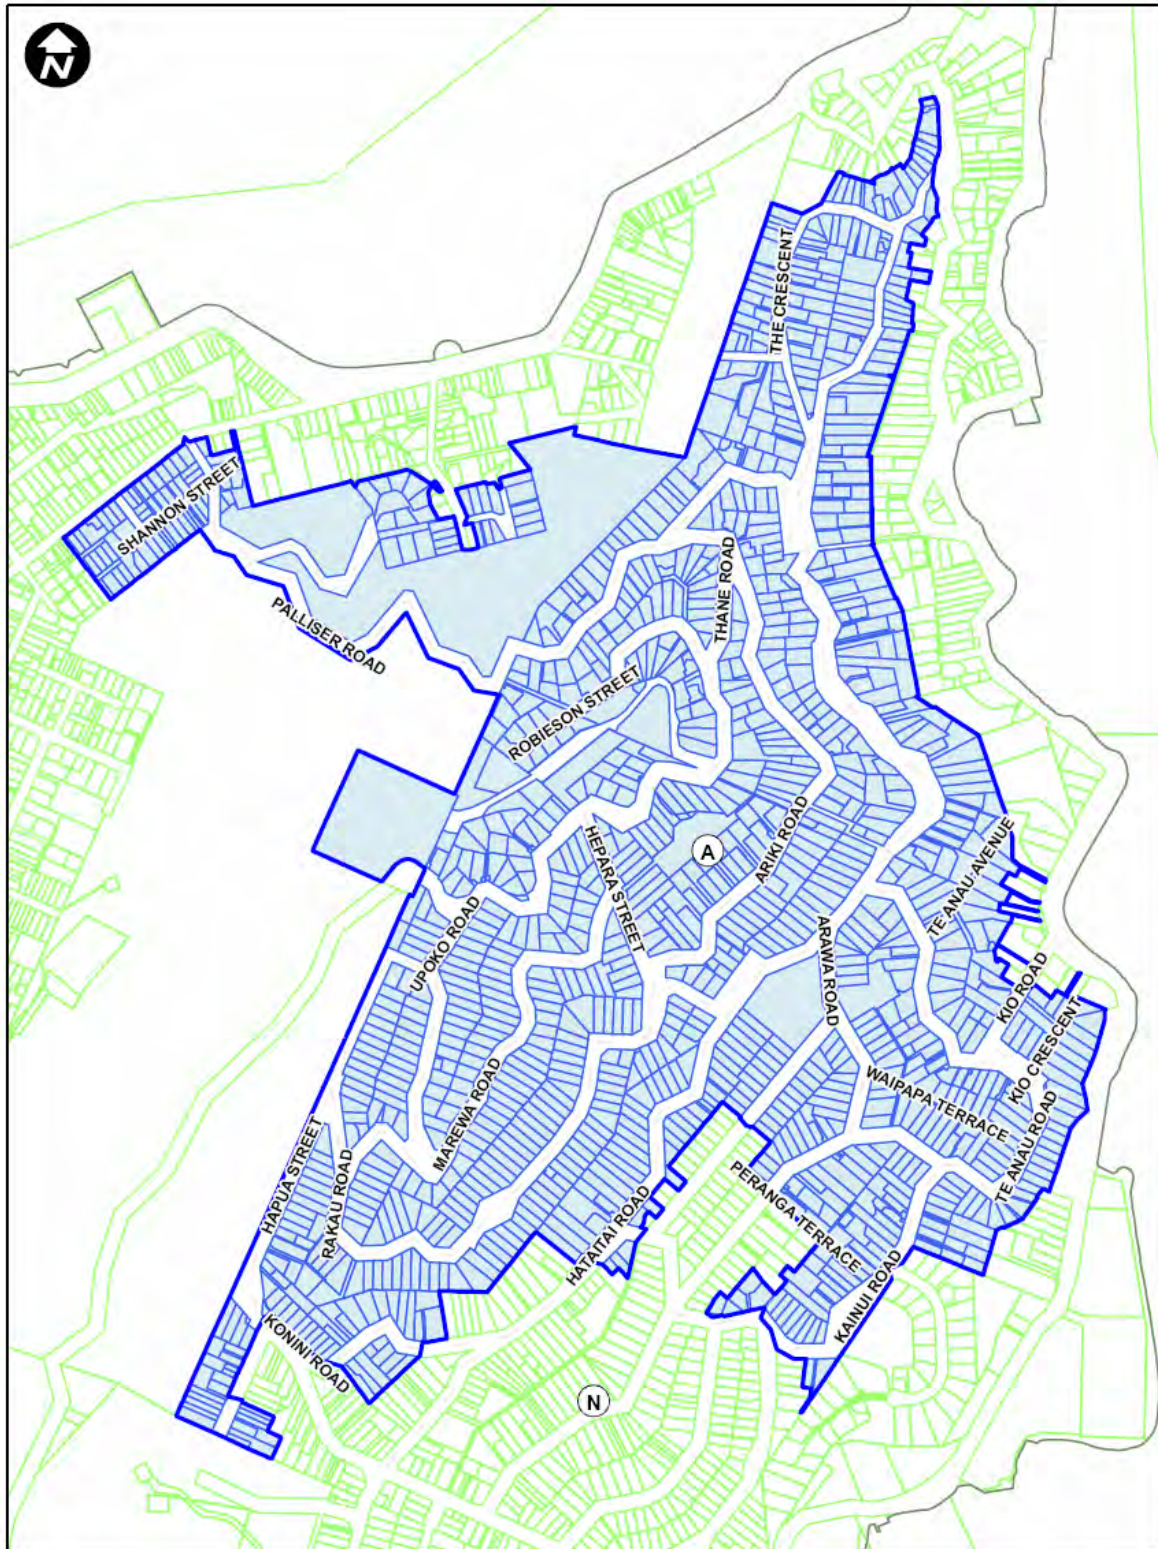 N
THE CRESCENT
SHANNON STREET
THANE ROAD
PALLISER ROAD
ROBIESON STREET
HEPARA STREET
A
ARIKI ROAD
TE ANAU AVENUE
UPOKO ROAD
ARAWA ROAD
KIO ROAD
KIO CRESCENT
MAREWA ROAD
WAIPAPA TERRACE
TE ANAU ROAD
HAPUA STREET
RAKAU ROAD
PERANGA TERRACE
HATAITAI ROAD
KAINUI ROAD
KONINI ROAD
N